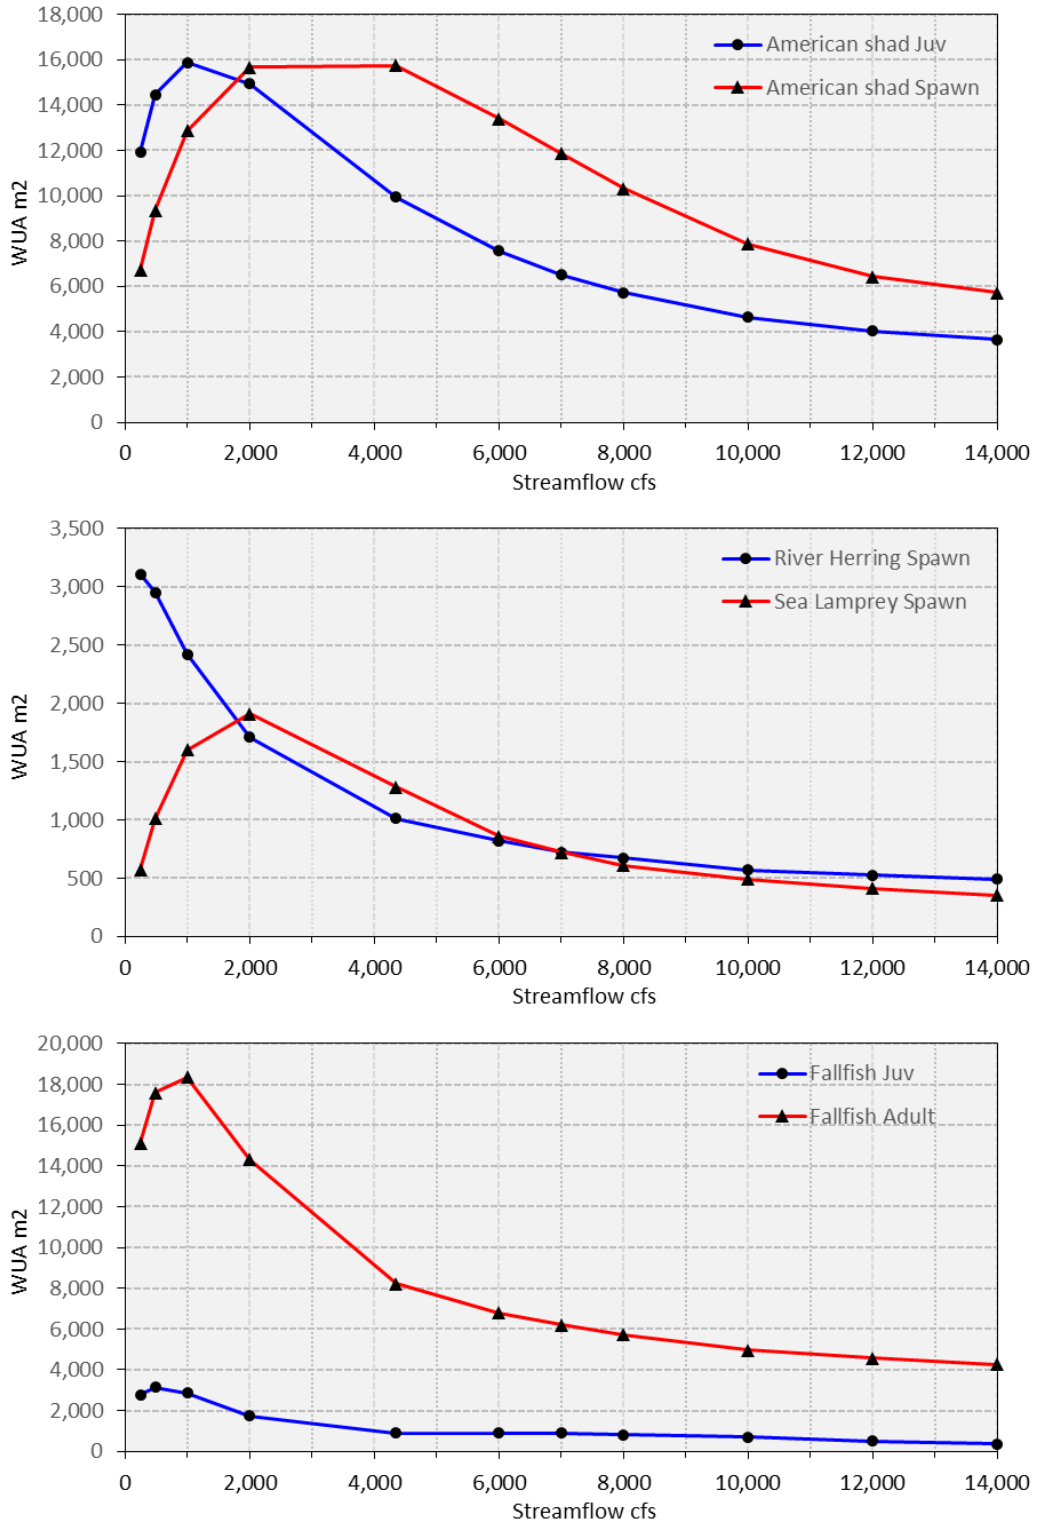 18,000
16,000
14,000
12,000
10,000
8,000
6,000
4,000
2,000
0
WUA m2
American shad Juv
American shad Spawn
0 2,000 4,000 6,000 8,000 10,000 12,000 14,000
Streamflow cfs
3,500
3,000
2,500
2,000
1,500
1,000
500
0
WUA m2
River Herring Spawn
Sea Lamprey Spawn
0 2,000 4,000 6,000 8,000 10,000 12,000 14,000
Streamflow cfs
20,000
18,000
16,000
14,000
12,000
10,000
8,000
6,000
4,000
2,000
0
WUA m2
Fallfish Juv
Fallfish Adult
0 2,000 4,000 6,000 8,000 10,000 12,000 14,000
Streamflow cfs